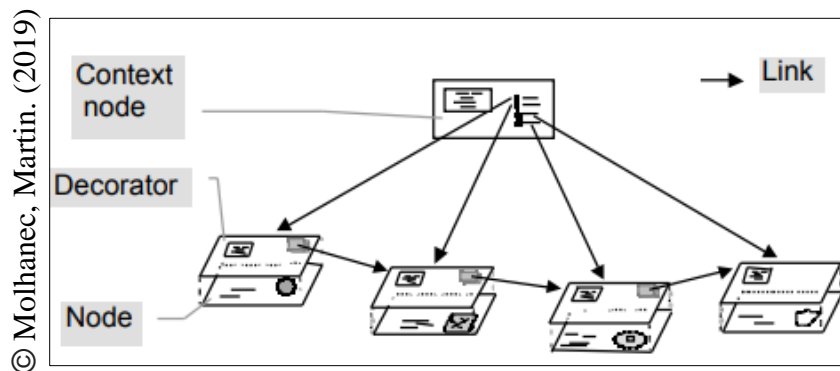 © Molhanec, Martin. (2019)
Context
node
Link
Decorator
Node